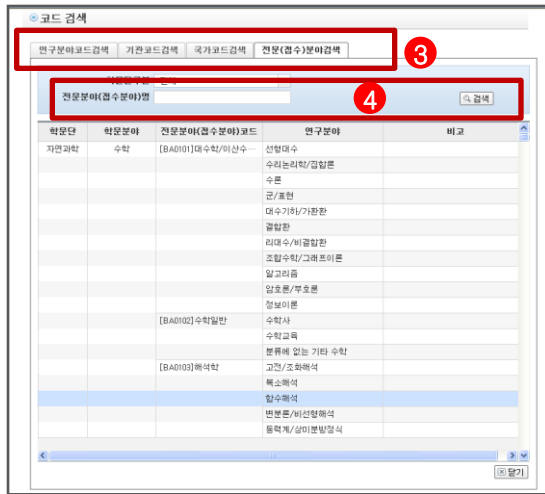 코드 검색
연구분야코드검색 기관코드검색 국가코드검색 전문(접수)분야검색
3
전체
전문분야(접수분야)명 검색
4
학문단 학문분야 전문분야(접수분야)코드 연구분야 비고
자연과학 수학 [BA0101]대수학/이산수… 선형대수
수리논리학/집합론
수론
군/표현
대수기하/가환환
결합환
리대수/비결합환
조합수학/그래프이론
알고리즘
암호론/부호론
정보이론
[BA0102]수학일반 수학사
수학교육
분류에 없는 기타 수학
[BA0103]해석학 고전/조화해석
복소해석
함수해석
변분론/비선형해석
동력계/상미분방정식
닫기